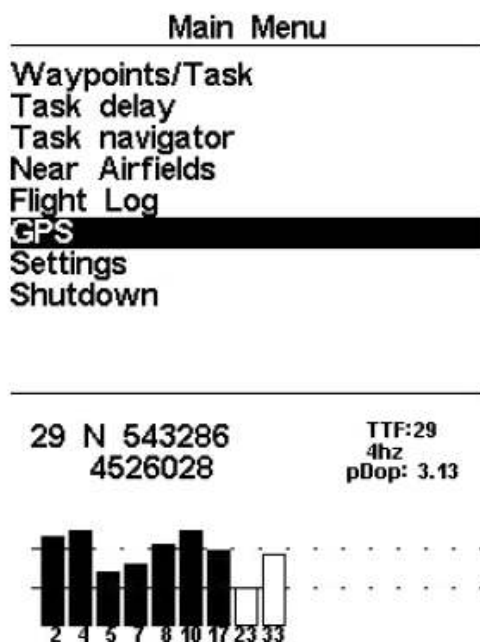 Main Menu
Waypoints/Task
Task delay
Task navigator
Near Airfields
Flight Log
GPS
Settings
Shutdown
29 N 543286
4526028
TTF:29
4hz
pDop: 3.13
2 4 5 7 8 10 17 23 33